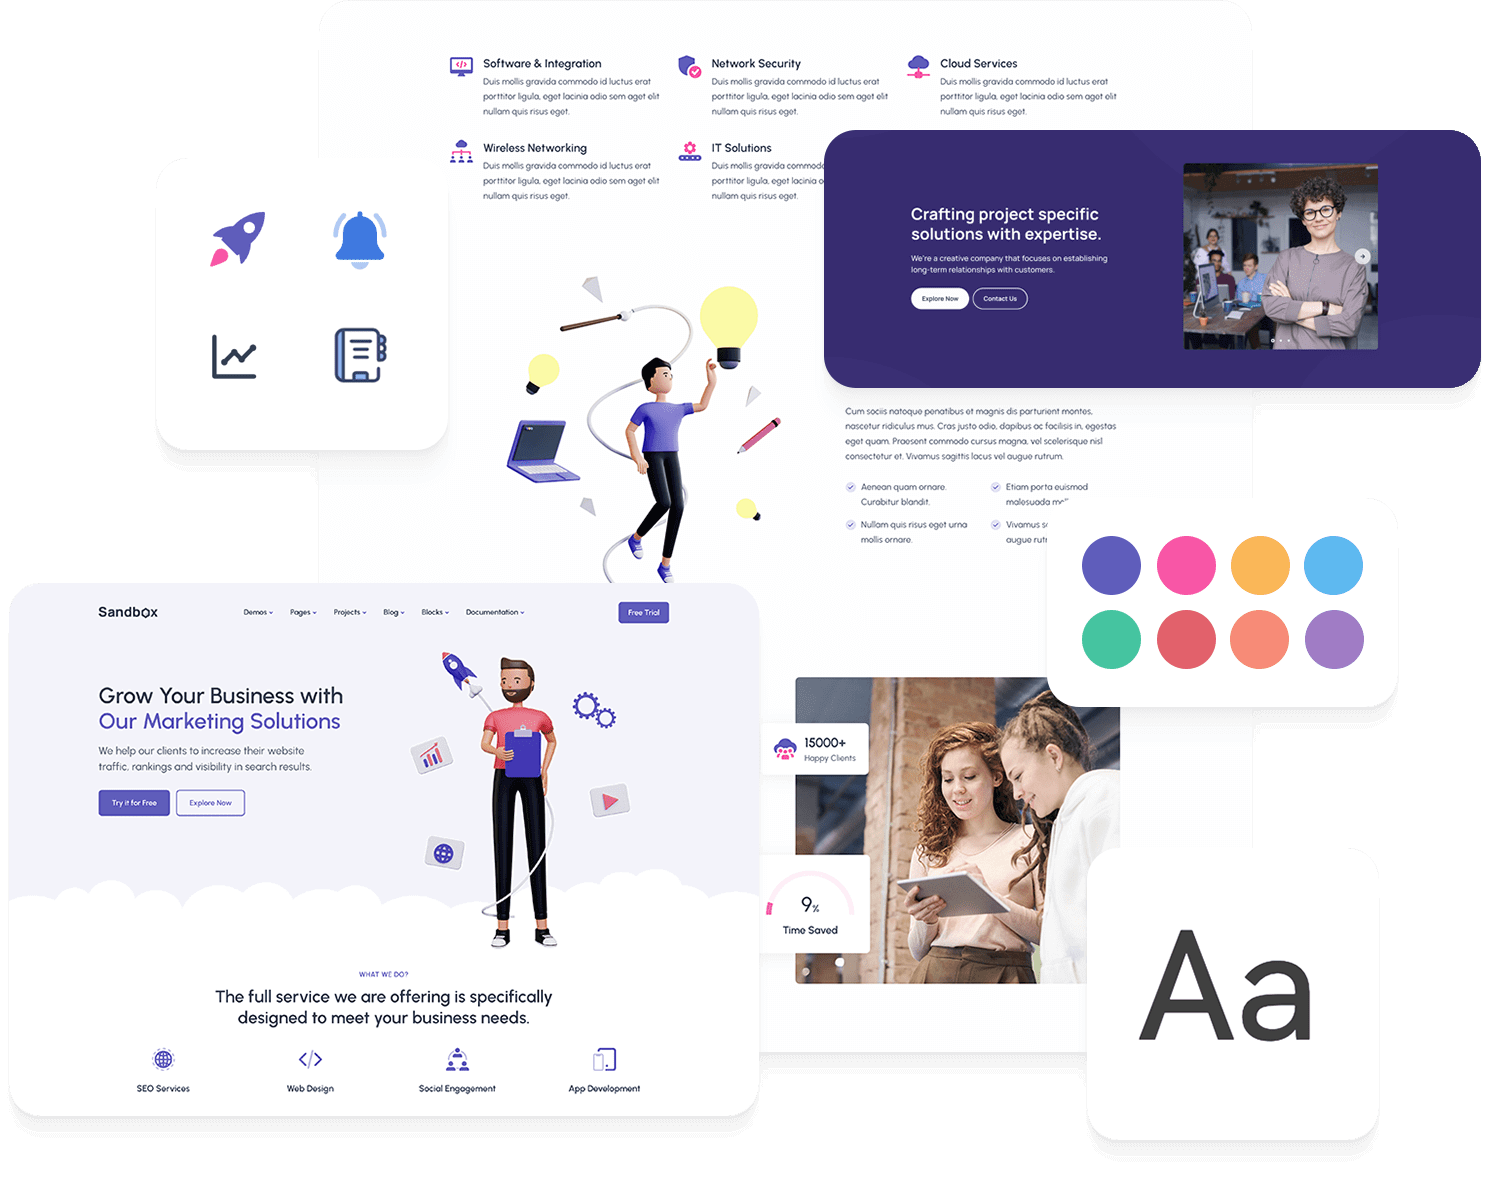 Software & Integration
Duis mollis gravida commodo id luctus erat
porttitor ligula, eget lacinia odio sem aget elit
nullam quis risus eget.
Network Security
Duis mollis gravida commodo id luctus erat
porttitor ligula, eget lacinia odio sem aget elit
nullam quis risus eget.
Cloud Services
Duis mollis gravida commodo id luctus erat
porttitor ligula, eget lacinia odio sem aget elit
nullam quis risus eget.
Wireless Networking
Duis mollis gravida commodo id luctus erat
porttitor ligula, eget lacinia odio sem aget elit
nullam quis risus eget.
IT Solutions
Duis mollis gravida commodo
porttitor ligula, eget lacinia o
nullam quis risus eget.
Crafting project specific
solutions with expertise.
We're a creative company that focuses on establishing
long-term relationships with customers.
Explore Now
Contact Us
Cum sociis natoque penatibus et magnis dis parturient montes,
nascetur ridiculus mus. Cras justo odio, dapibus ac facilisis in, egestas
eget quam. Praesent commodo cursus magna, vel scelerisque nisl
consectetur et. Vivamus sagittis lacus vel augue rutrum.
Aenean quam ornare.
Curabitur blandit.
Etiam porta euismod
malesuada
Nullam quis risus eget urna
mollis ornare.
Vivamus
augue
Sandbox
Demos
Pages
Projects
Blog
Blocks
Documentation
Free Trial
Grow Your Business with
Our Marketing Solutions
We help our clients to increase their website
traffic, rankings and visibility in search results.
Try it for Free
Explore Now
15000+
Happy Clients
9%
Time Saved
WHAT WE DO?
The full service we are offering is specifically
designed to meet your business needs.
SEO Services
Web Design
Social Engagement
App Development
Aa